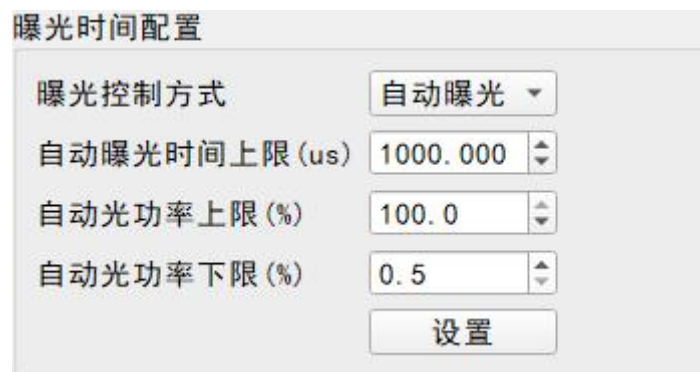 曝光时间配置
曝光控制方式 自动曝光
自动曝光时间上限(us) 1000.000
自动光功率上限(%) 100.0
自动光功率下限(%) 0.5
设置